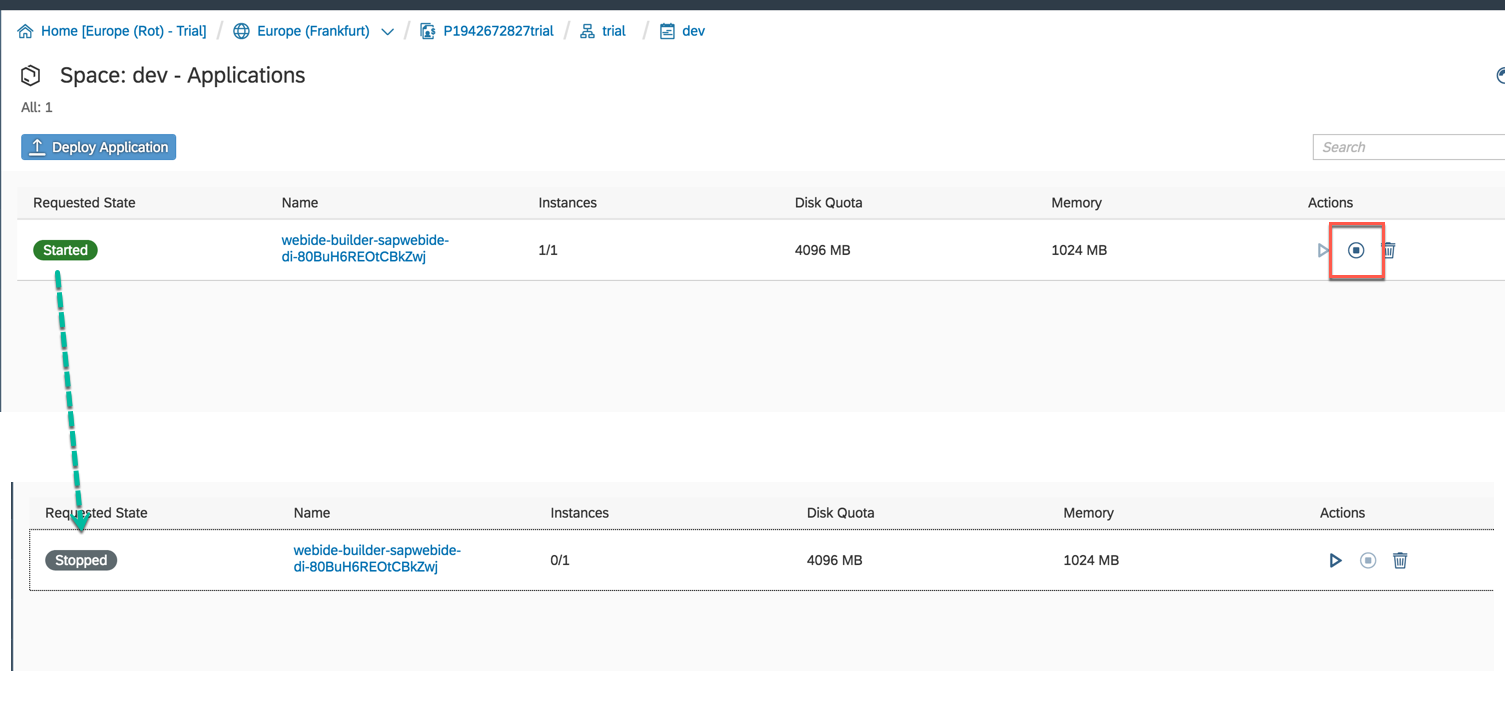 Home [Europe (Rot) - Trial] / Europe (Frankfurt) / P1942672827trial / trial / dev
Space: dev - Applications
All: 1
Deploy Application
Search
Requested State Name Instances Disk Quota Memory Actions
Started webide-builder-sapwebide- 1/1 4096 MB 1024 MB
di-80BuH6REOtCBkZwj
Requested State Name Instances Disk Quota Memory Actions
Stopped webide-builder-sapwebide- 0/1 4096 MB 1024 MB
di-80BuH6REOtCBkZwj